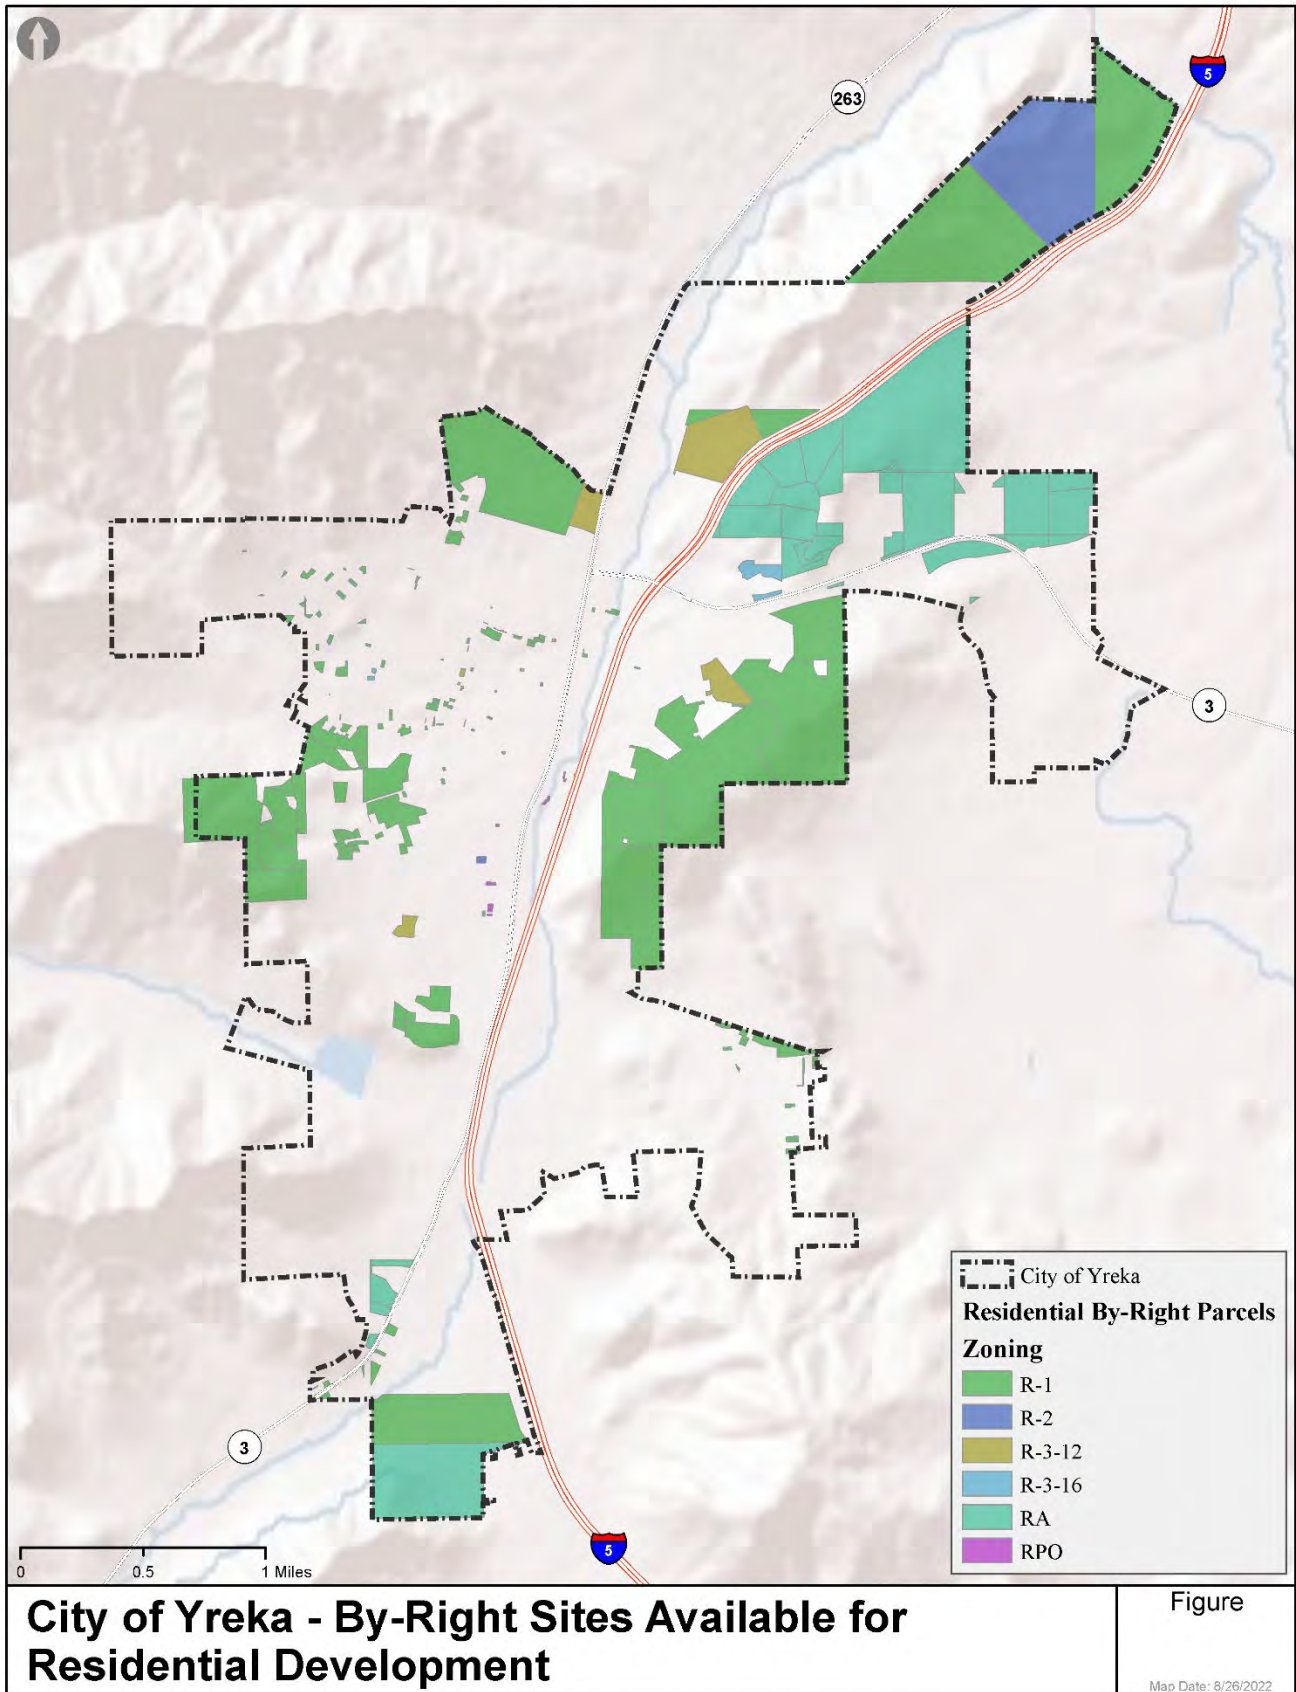 5
263
3
3
5
City of Yreka
Residential By-Right Parcels
Zoning
R-1
R-2
R-3-12
R-3-16
RA
RPO
0 0.5 1 Miles
City of Yreka - By-Right Sites Available for
Residential Development
Figure
Map Date: 8/26/2022